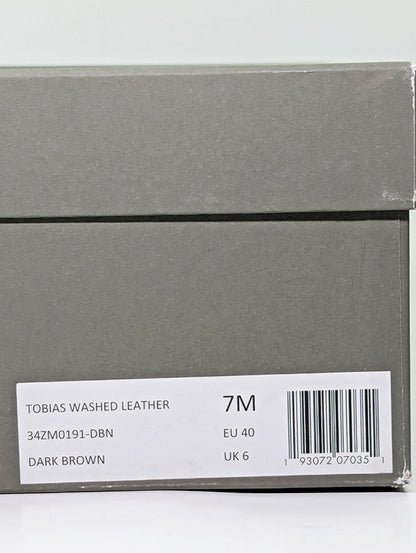 TOBIAS WASHED LEATHER 7M
34ZM0191-DBN EU 40
DARK BROWN UK 6
1 93072 07035 1